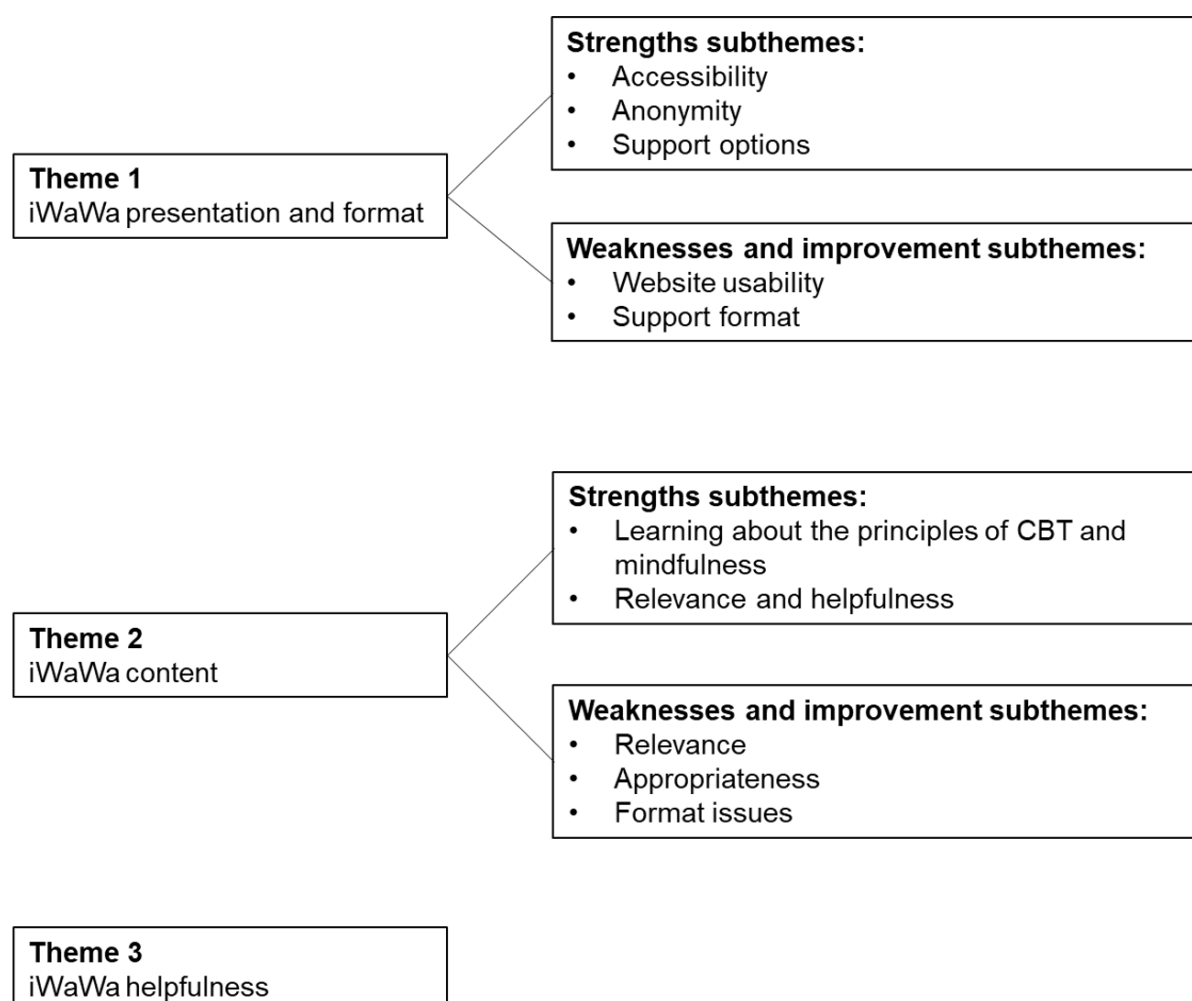 Strengths subthemes:
• Accessibility
• Anonymity
• Support options
Theme 1
iWaWa presentation and format
Weaknesses and improvement subthemes:
• Website usability
• Support format
Strengths subthemes:
• Learning about the principles of CBT and
mindfulness
• Relevance and helpfulness
Theme 2
iWaWa content
Weaknesses and improvement subthemes:
• Relevance
• Appropriateness
• Format issues
Theme 3
iWaWa helpfulness